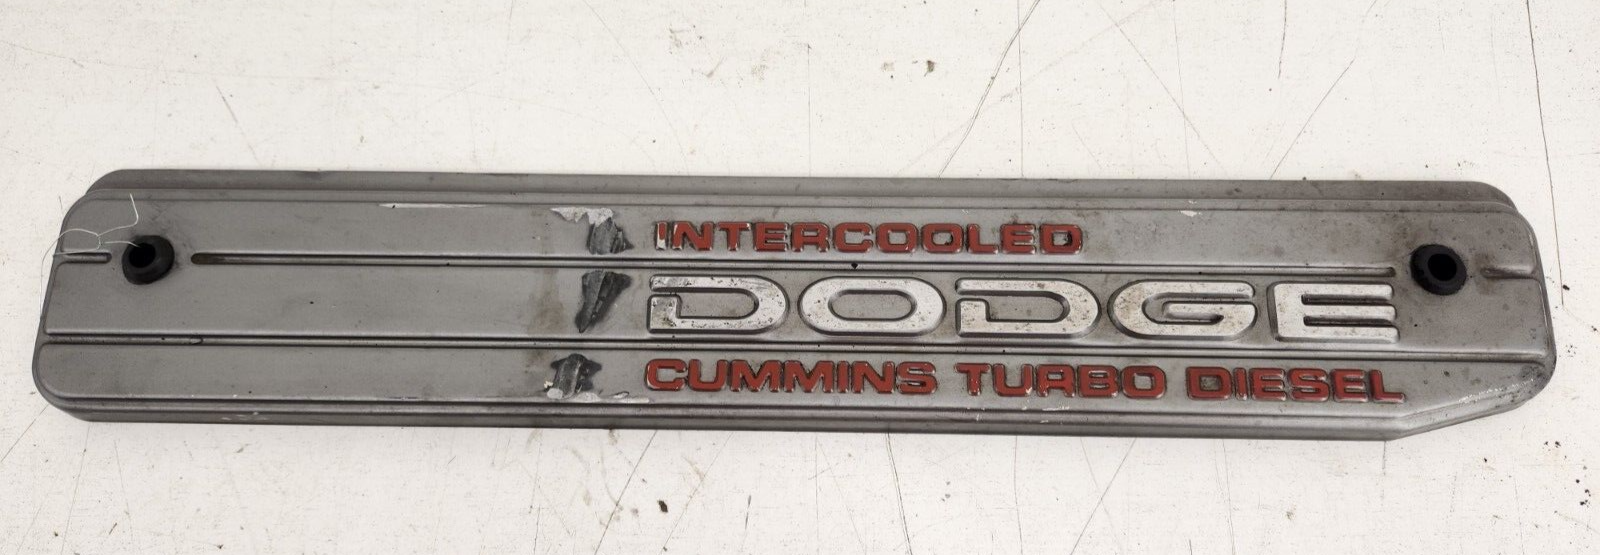 INTERCOOLED
DODGE
CUMMINS TURBO DIESEL